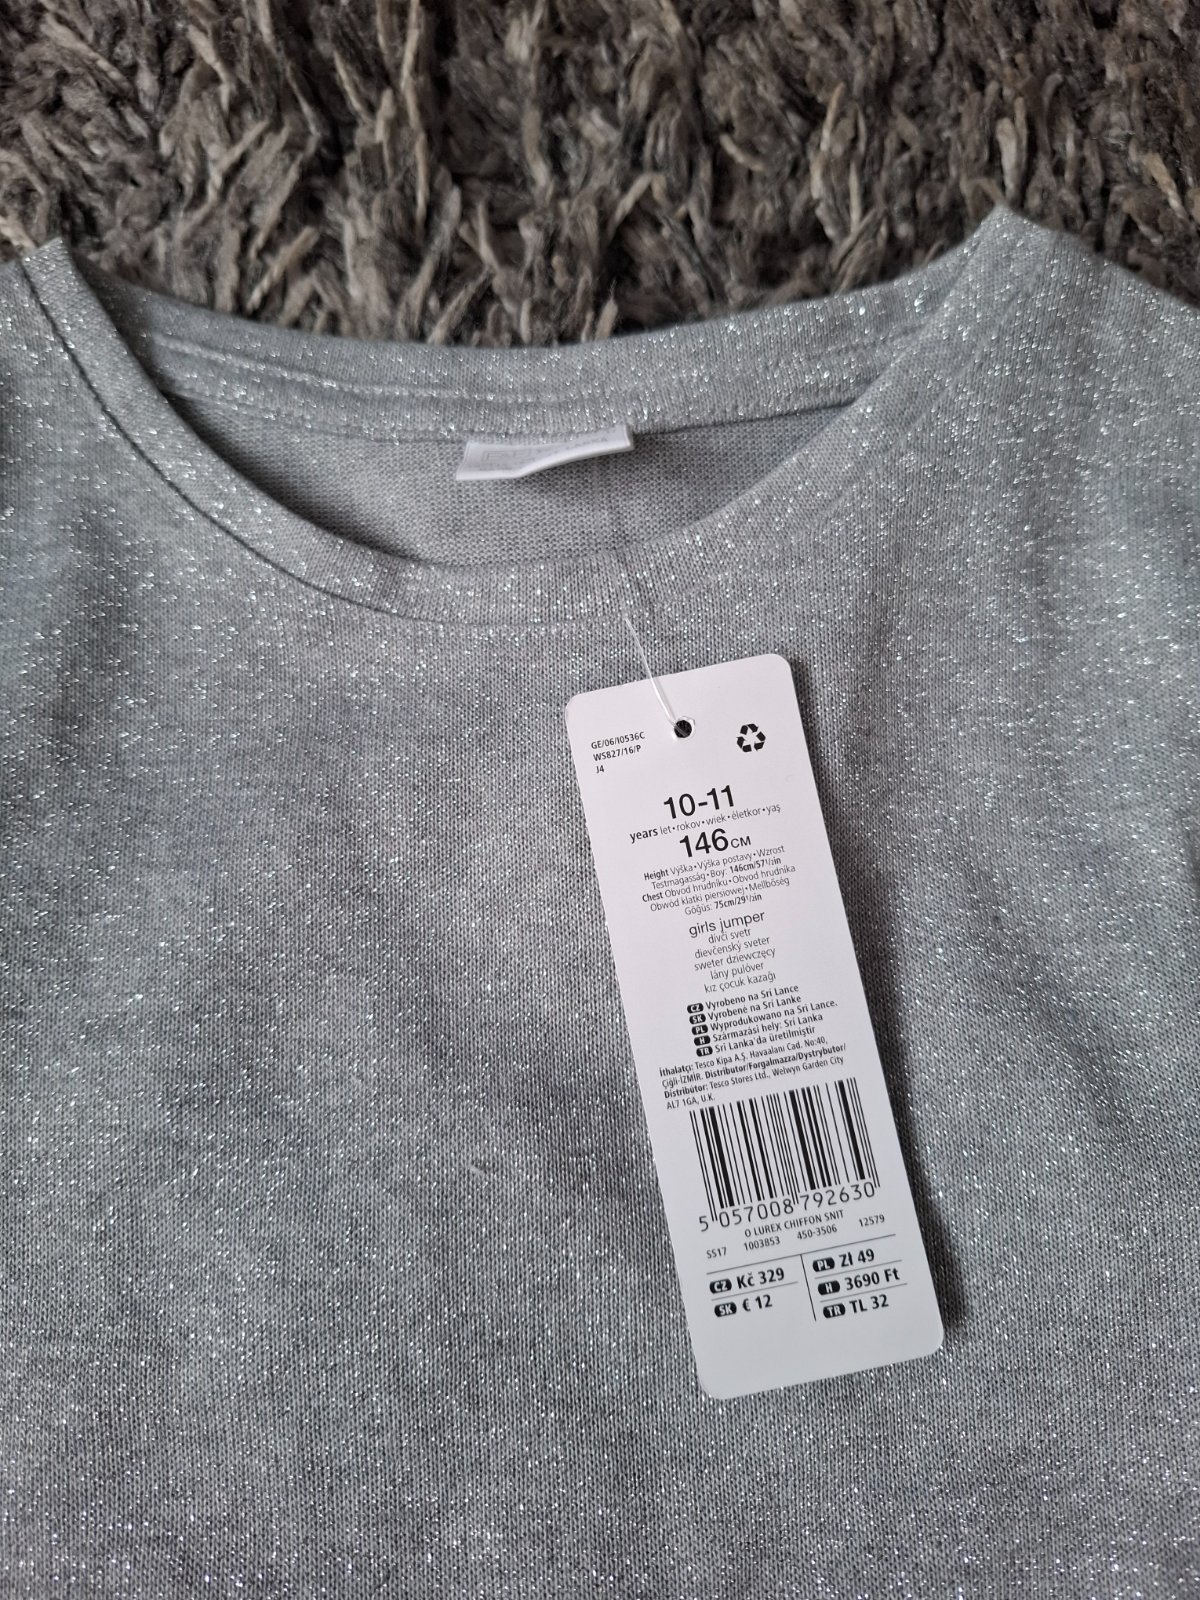 GE/06/I0536C
WS827/16/P
J4
10-11
years let•rokov•wiek•életkor•yaş
146CM
Height Výška•Výška postavy•Wzrost
Testmagasság•Boy: 146cm/57½in
Chest Obvod hrudníku•Obvod hrudnika
Obwód klatki piersiowej•Mellbőség
Göğüs: 75cm/29½in
girls jumper
dívčí svetr
dievčenský sveter
sweter dziewczęcy
lány pulóver
kız çocuk kazağı
CZ Vyrobeno na Srí Lance
SK Vyrobené na Srí Lanke
PL Wyprodukowano na Sri Lance.
H Származási hely: Srí Lanka
TR Sri Lanka'da üretilmiştir
İthalatçı: Tesco Kipa A.Ş. Havaalanı Cad. No:40,
Çiğli-İZMİR. Distributor/Forgalmazza/Dystrybutor/
Distribútor: Tesco Stores Ltd., Welwyn Garden City
AL7 1GA, U.K.
5 057008 792630
O LUREX CHIFFON SNIT
SS17 1003853 450-3506 12579
CZ Kč 329 PL Zł 49
SK € 12 H 3690 Ft
TR TL 32